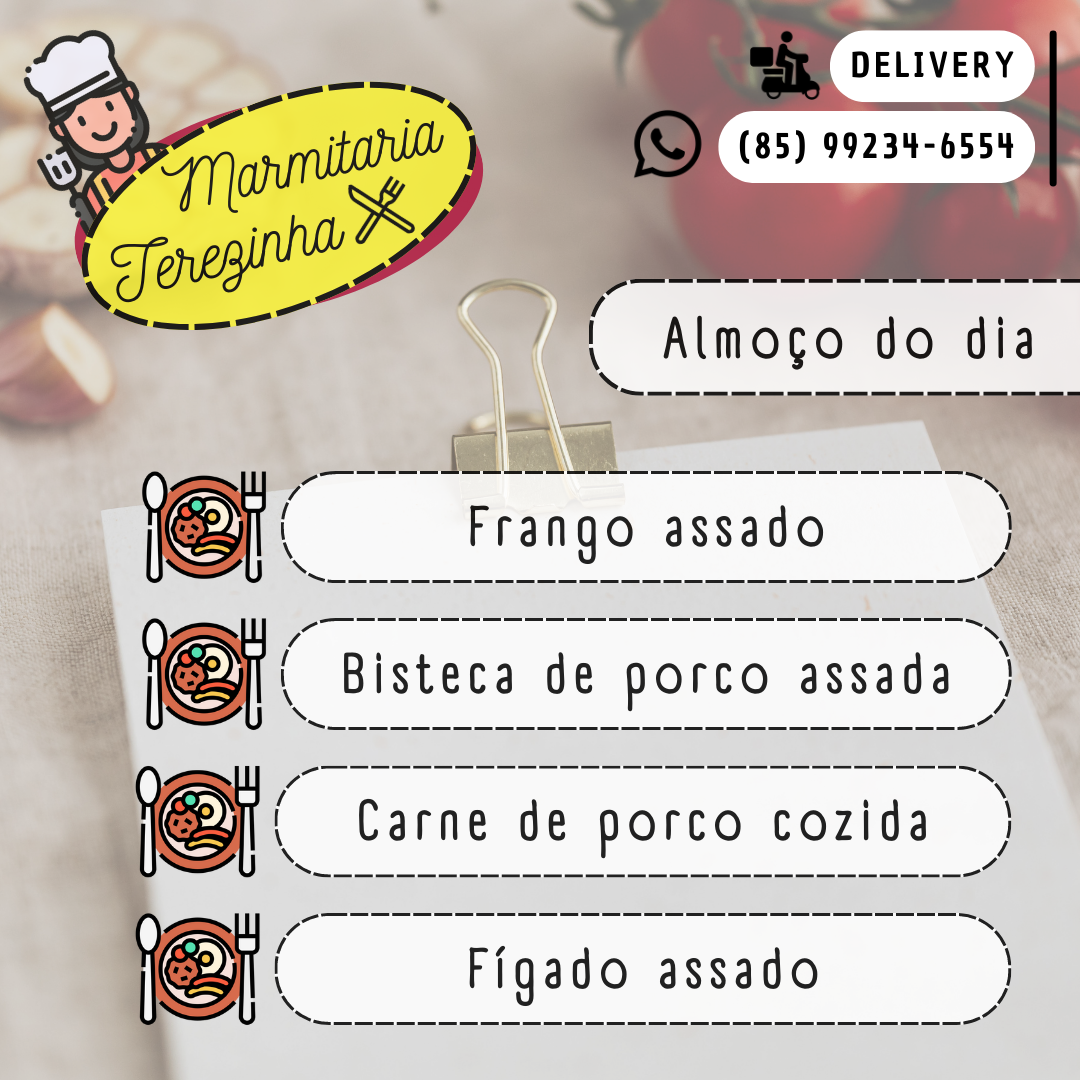 Marmitaria
Terezinha
DELIVERY
(85) 99234-6554
Almoço do dia
Frango assado
Bisteca de porco assada
Carne de porco cozida
Fígado assado